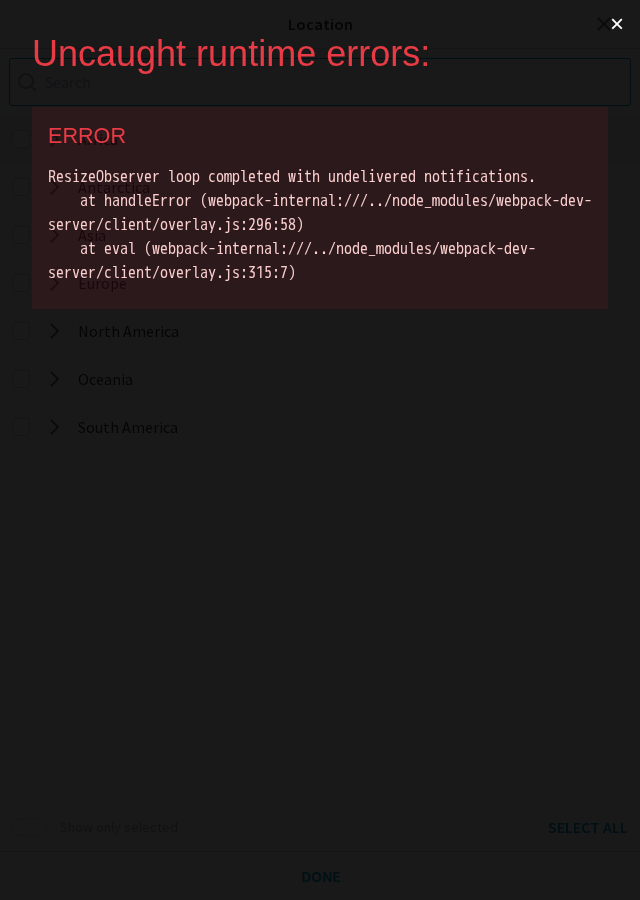 Location
Uncaught runtime errors:
Search
ERROR
ResizeObserver loop completed with undelivered notifications.
Antarctica
at handleError (webpack-internal:///../node_modules/webpack-dev-
server/client/overlay.js:296:58)
Asia
at eval (webpack-internal:///../node_modules/webpack-dev-
server/client/overlay.js:315:7)
Europe
North America
Oceania
South America
Show only selected
SELECT ALL
DONE